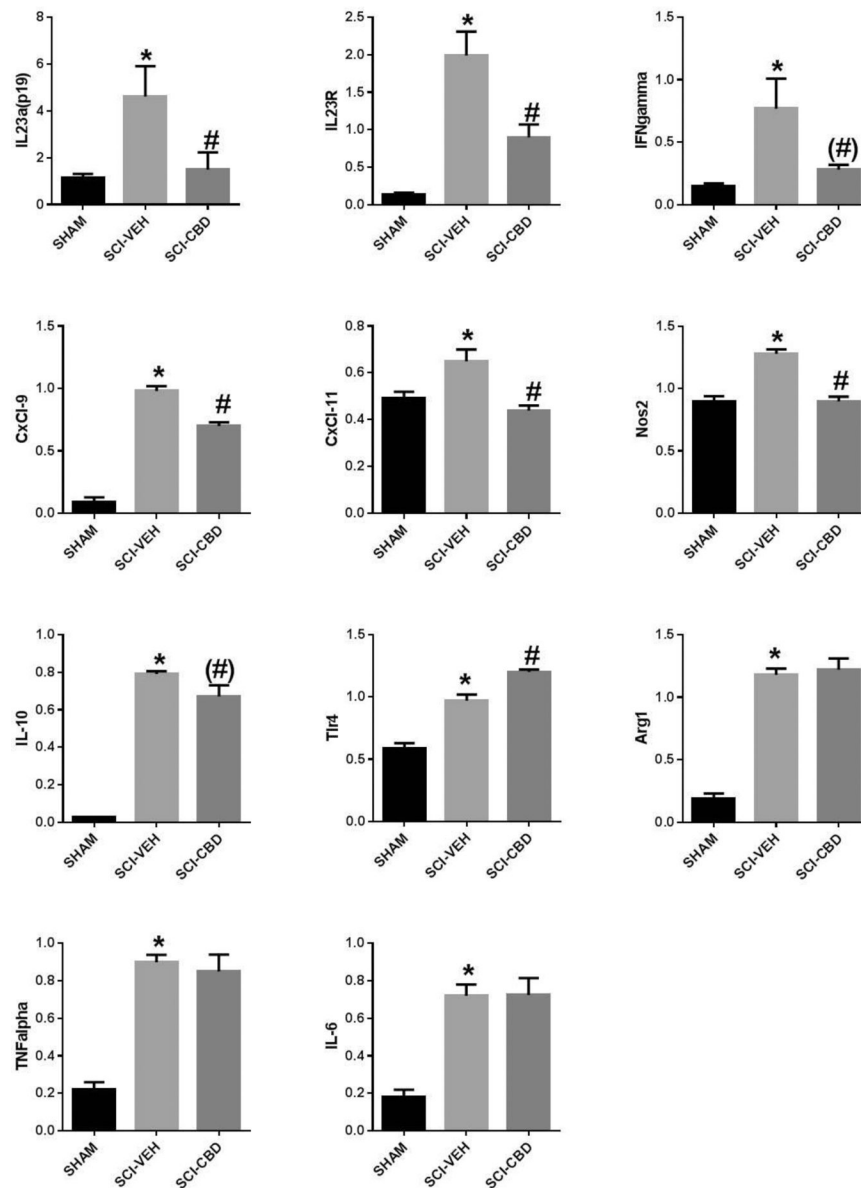 IL23a(p19)
8
6
4
2
0
*
#
SHAM
SCI-VEH
SCI-CBD
IL23R
2.5
2.0
1.5
1.0
0.5
0.0
*
#
SHAM
SCI-VEH
SCI-CBD
IFNgamma
1.5
1.0
0.5
0.0
*
(#)
SHAM
SCI-VEH
SCI-CBD
CxCl-9
1.5
1.0
0.5
0.0
*
#
SHAM
SCI-VEH
SCI-CBD
CxCl-11
0.8
0.6
0.4
0.2
0.0
*
#
SHAM
SCI-VEH
SCI-CBD
Nos2
1.5
1.0
0.5
0.0
*
#
SHAM
SCI-VEH
SCI-CBD
IL-10
1.0
0.8
0.6
0.4
0.2
0.0
*
(#)
SHAM
SCI-VEH
SCI-CBD
Tlr4
1.5
1.0
0.5
0.0
*
#
SHAM
SCI-VEH
SCI-CBD
Arg1
1.5
1.0
0.5
0.0
*
SHAM
SCI-VEH
SCI-CBD
TNFalpha
1.0
0.8
0.6
0.4
0.2
0.0
*
SHAM
SCI-VEH
SCI-CBD
IL-6
1.0
0.8
0.6
0.4
0.2
0.0
*
SHAM
SCI-VEH
SCI-CBD